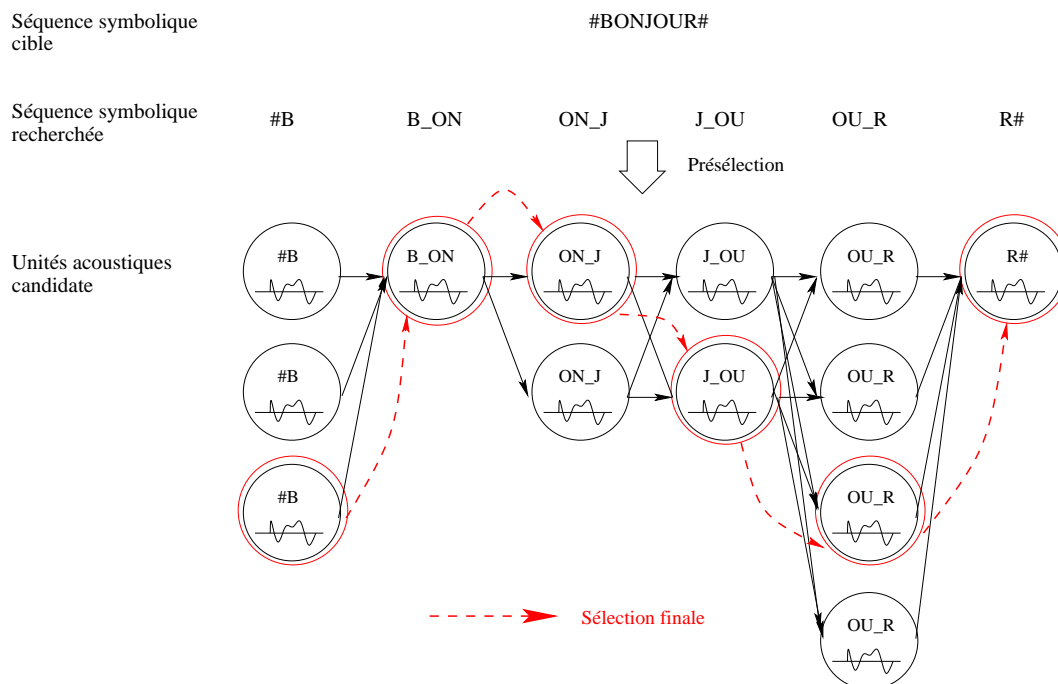 Séquence symbolique
cible
#BONJOUR#
Séquence symbolique
recherchée
#B B_ON ON_J J_OU OU_R R#
Présélection
Unités acoustiques
candidate
#B B_ON ON_J J_OU OU_R R#
#B ON_J J_OU OU_R
#B OU_R
Sélection finale
OU_R